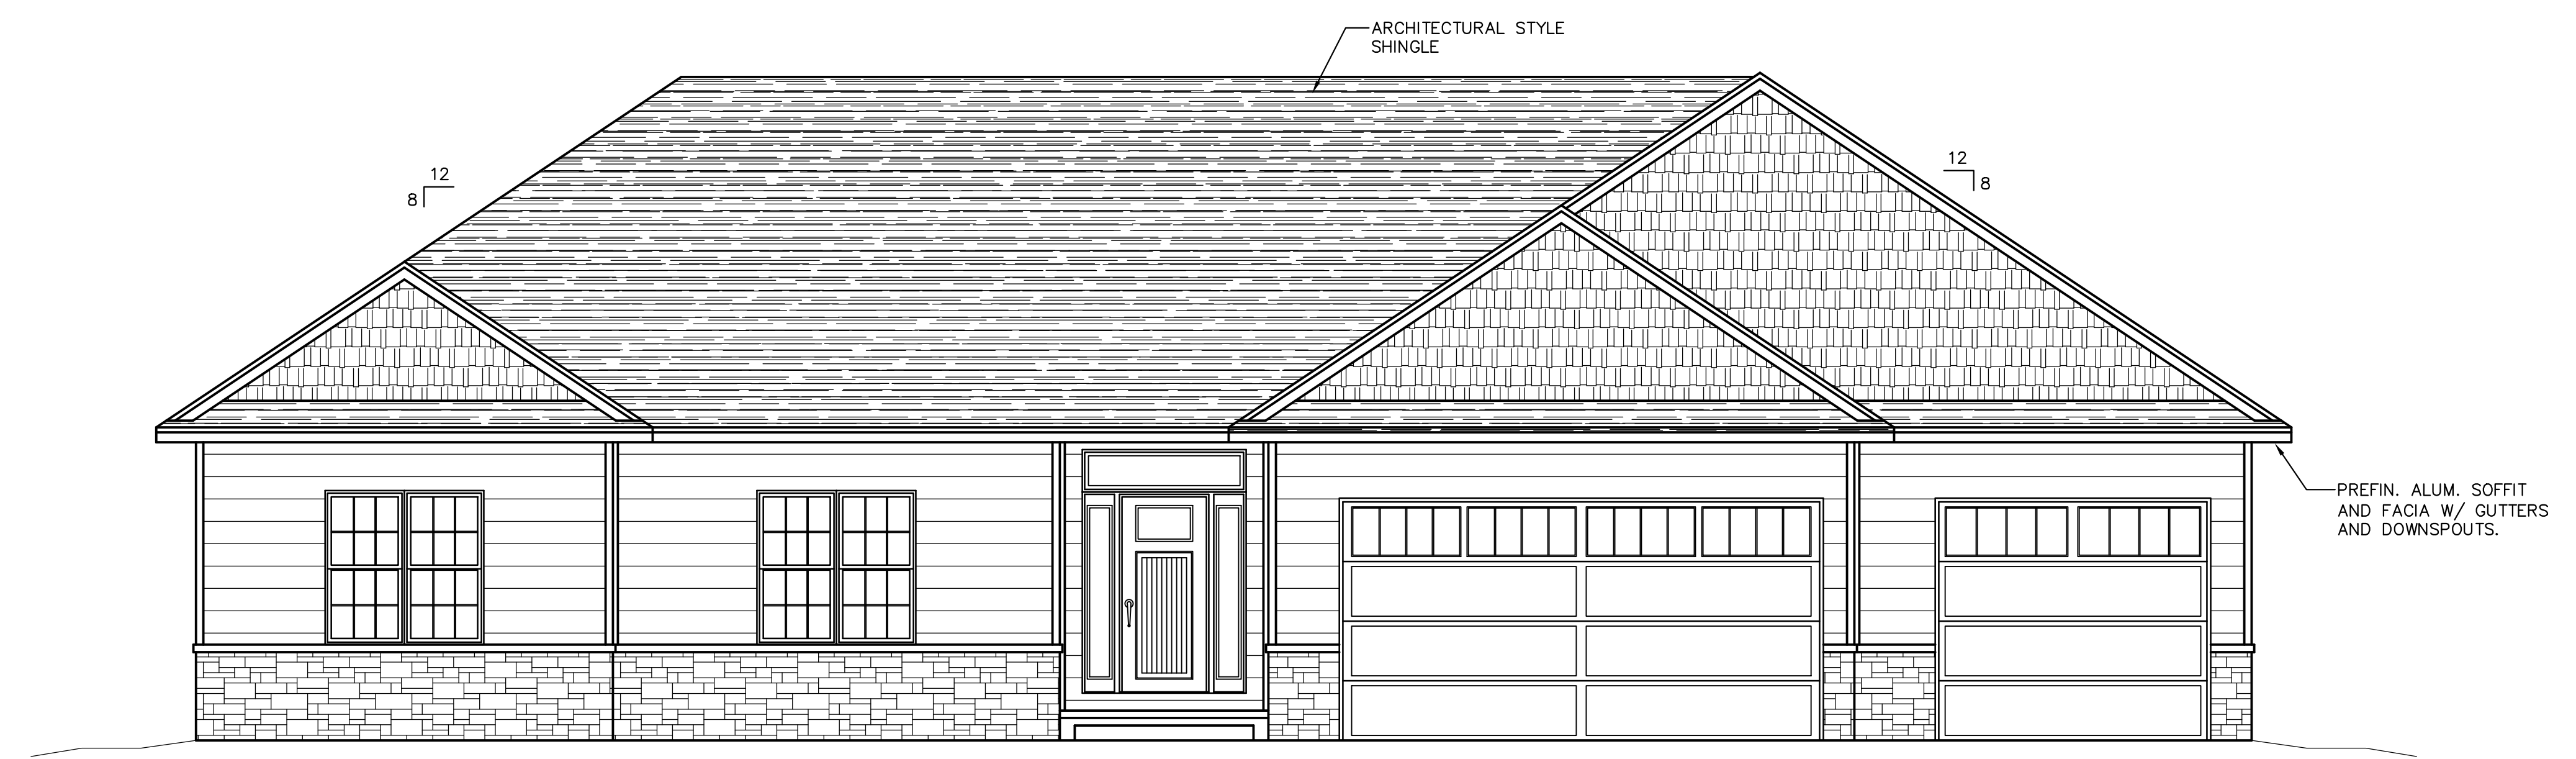 ARCHITECTURAL STYLE
SHINGLE
12
8
12
8
PREFIN. ALUM. SOFFIT
AND FACIA W/ GUTTERS
AND DOWNSPOUTS.